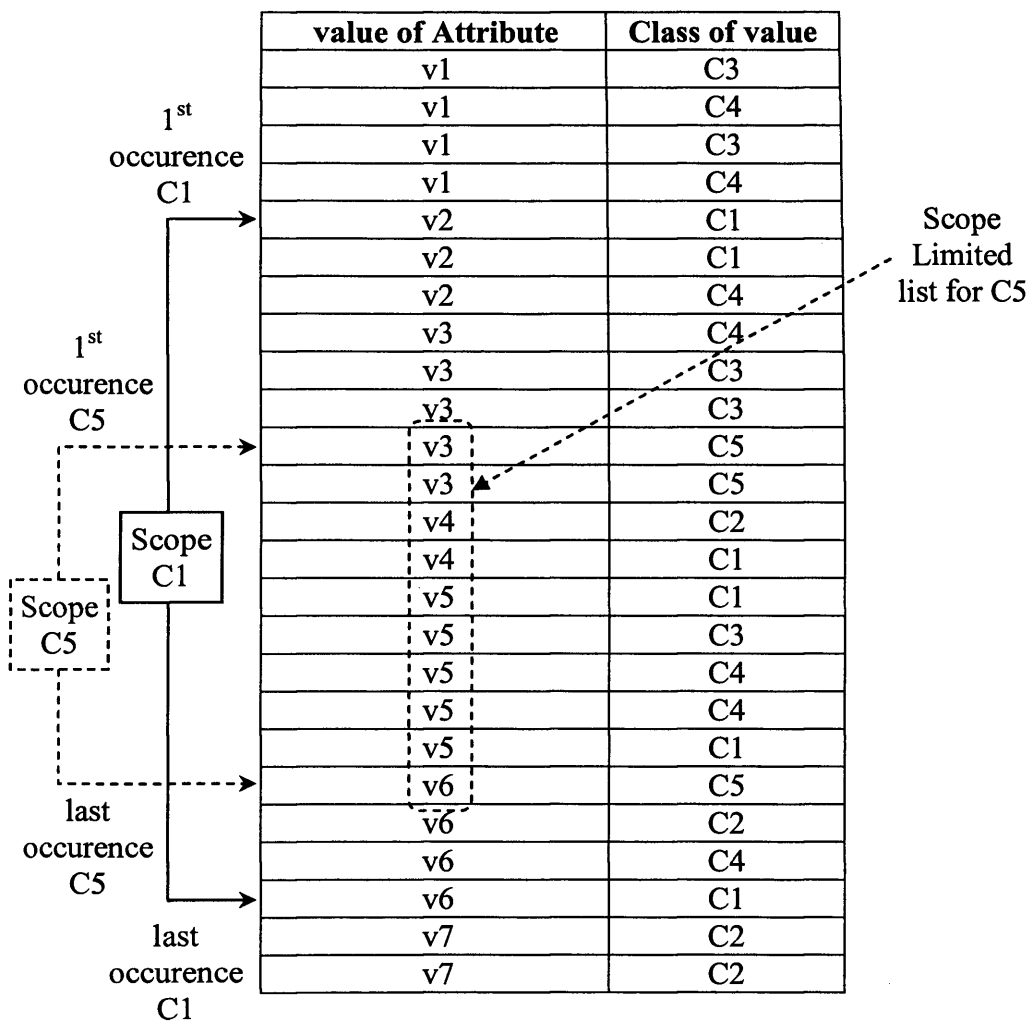 value of Attribute Class of value
v1 C3
v1 C4
v1 C3
v1 C4
v2 C1
v2 C1
v2 C4
v3 C4
v3 C3
v3 C3
v3 C5
v3 C5
v4 C2
v4 C1
v5 C1
v5 C3
v5 C4
v5 C4
v5 C1
v6 C5
v6 C2
v6 C4
v6 C1
v7 C2
v7 C2
1st
occurence
C1
1st
occurence
C5
Scope
C1
Scope
C5
last
occurence
C5
last
occurence
C1
Scope
Limited
list for C5